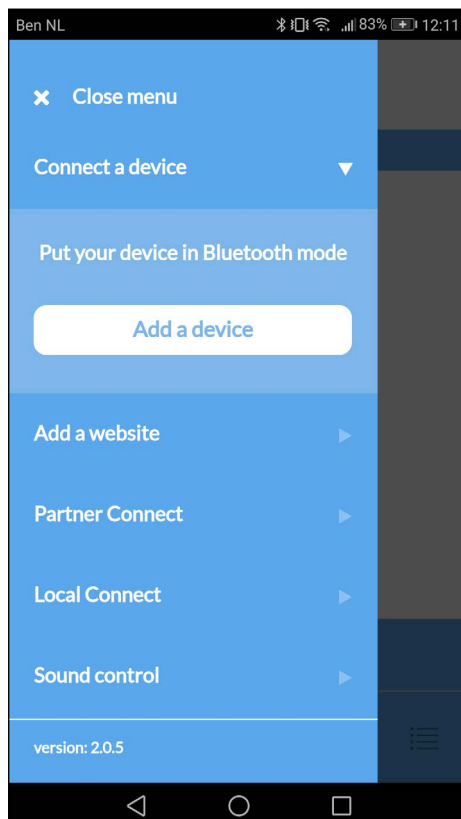 Ben NL 83% 12:11
Close menu
Connect a device
Put your device in Bluetooth mode
Add a device
Add a website
Partner Connect
Local Connect
Sound control
version: 2.0.5